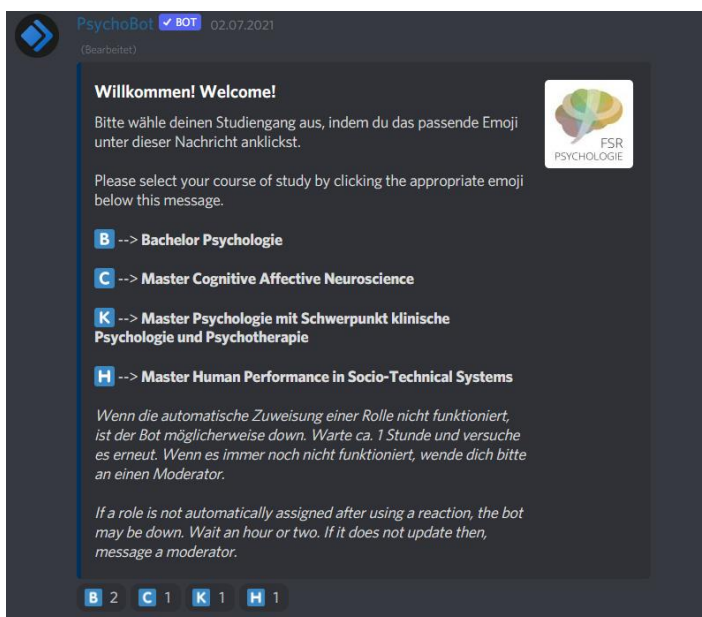 PsychoBot ✓ BOT 02.07.2021
(Bearbeitet)
Willkommen! Welcome!
Bitte wähle deinen Studiengang aus, indem du das passende Emoji
unter dieser Nachricht anklickst.
FSR
PSYCHOLOGIE
Please select your course of study by clicking the appropriate emoji
below this message.
B --> Bachelor Psychologie
C --> Master Cognitive Affective Neuroscience
K --> Master Psychologie mit Schwerpunkt klinische
Psychologie und Psychotherapie
H --> Master Human Performance in Socio-Technical Systems
Wenn die automatische Zuweisung einer Rolle nicht funktioniert,
ist der Bot möglicherweise down. Warte ca. 1 Stunde und versuche
es erneut. Wenn es immer noch nicht funktioniert, wende dich bitte
an einen Moderator.
If a role is not automatically assigned after using a reaction, the bot
may be down. Wait an hour or two. If it does not update then,
message a moderator.
B 2 C 1 K 1 H 1